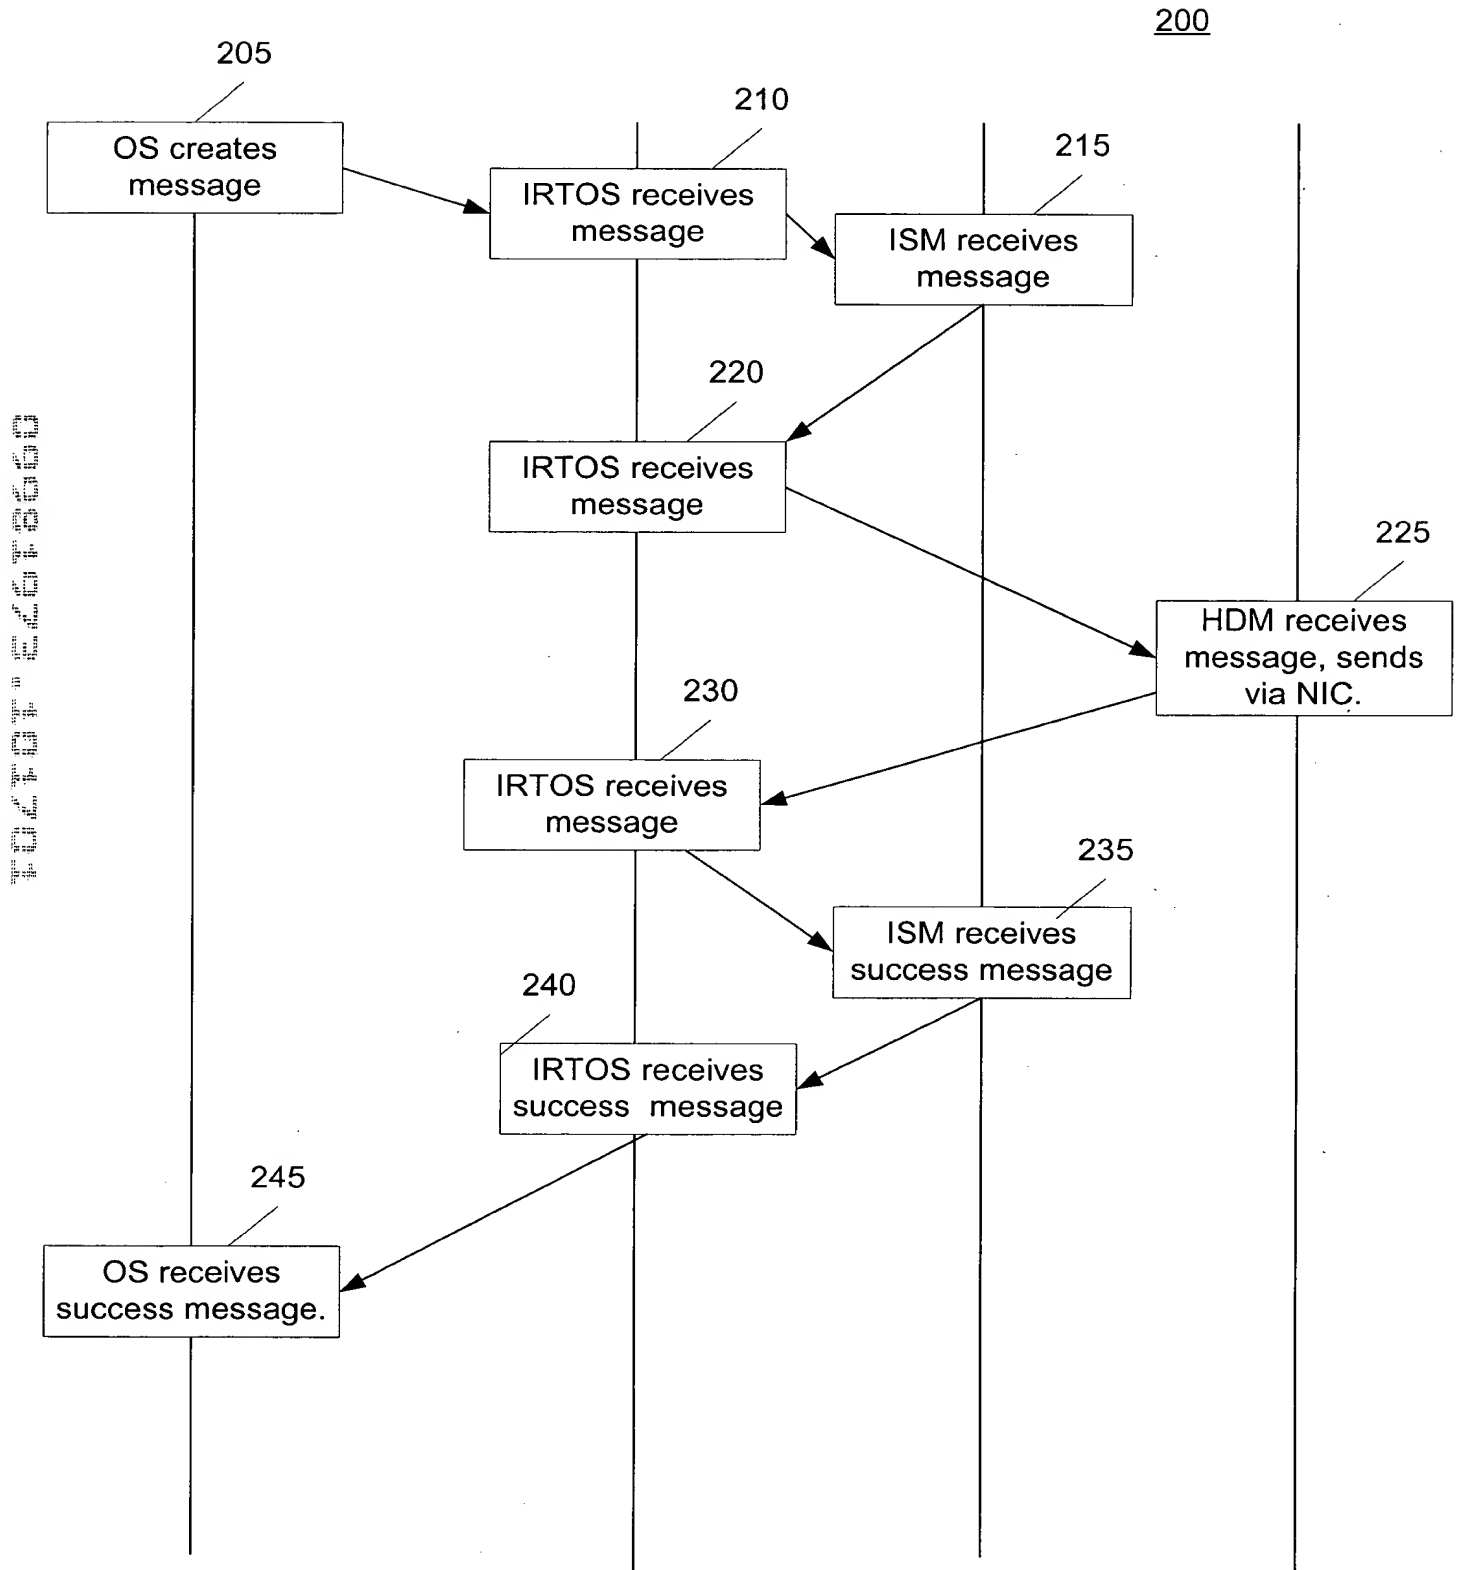 200
205
OS creates
message
210
IRTOS receives
message
215
ISM receives
message
220
IRTOS receives
message
225
HDM receives
message, sends
via NIC.
230
IRTOS receives
message
235
ISM receives
success message
240
IRTOS receives
success message
245
OS receives
success message.